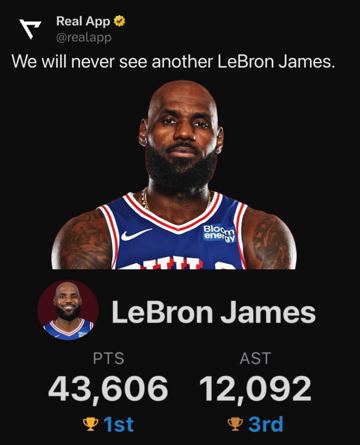 Real App
@realapp
We will never see another LeBron James.
Bloom
energy
LeBron James
PTS AST
43,606 12,092
1st 3rd